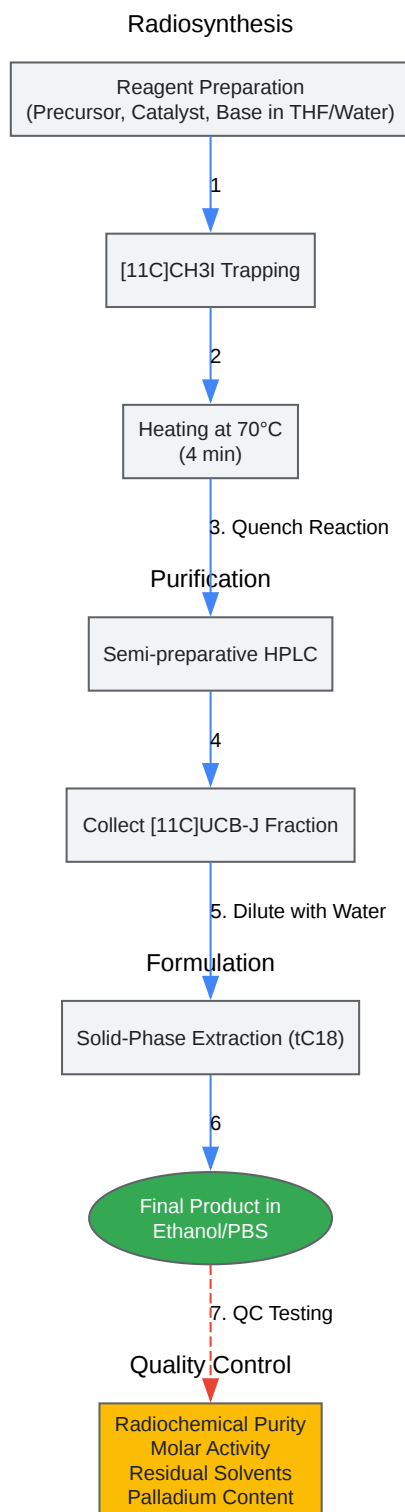 Radiosynthesis
Reagent Preparation
(Precursor, Catalyst, Base in THF/Water)
1
[11C]CH3I Trapping
2
Heating at 70°C
(4 min)
3. Quench Reaction
Purification
Semi-preparative HPLC
4
Collect [11C]UCB-J Fraction
5. Dilute with Water
Formulation
Solid-Phase Extraction (tC18)
6
Final Product in
Ethanol/PBS
7. QC Testing
Quality Control
Radiochemical Purity
Molar Activity
Residual Solvents
Palladium Content